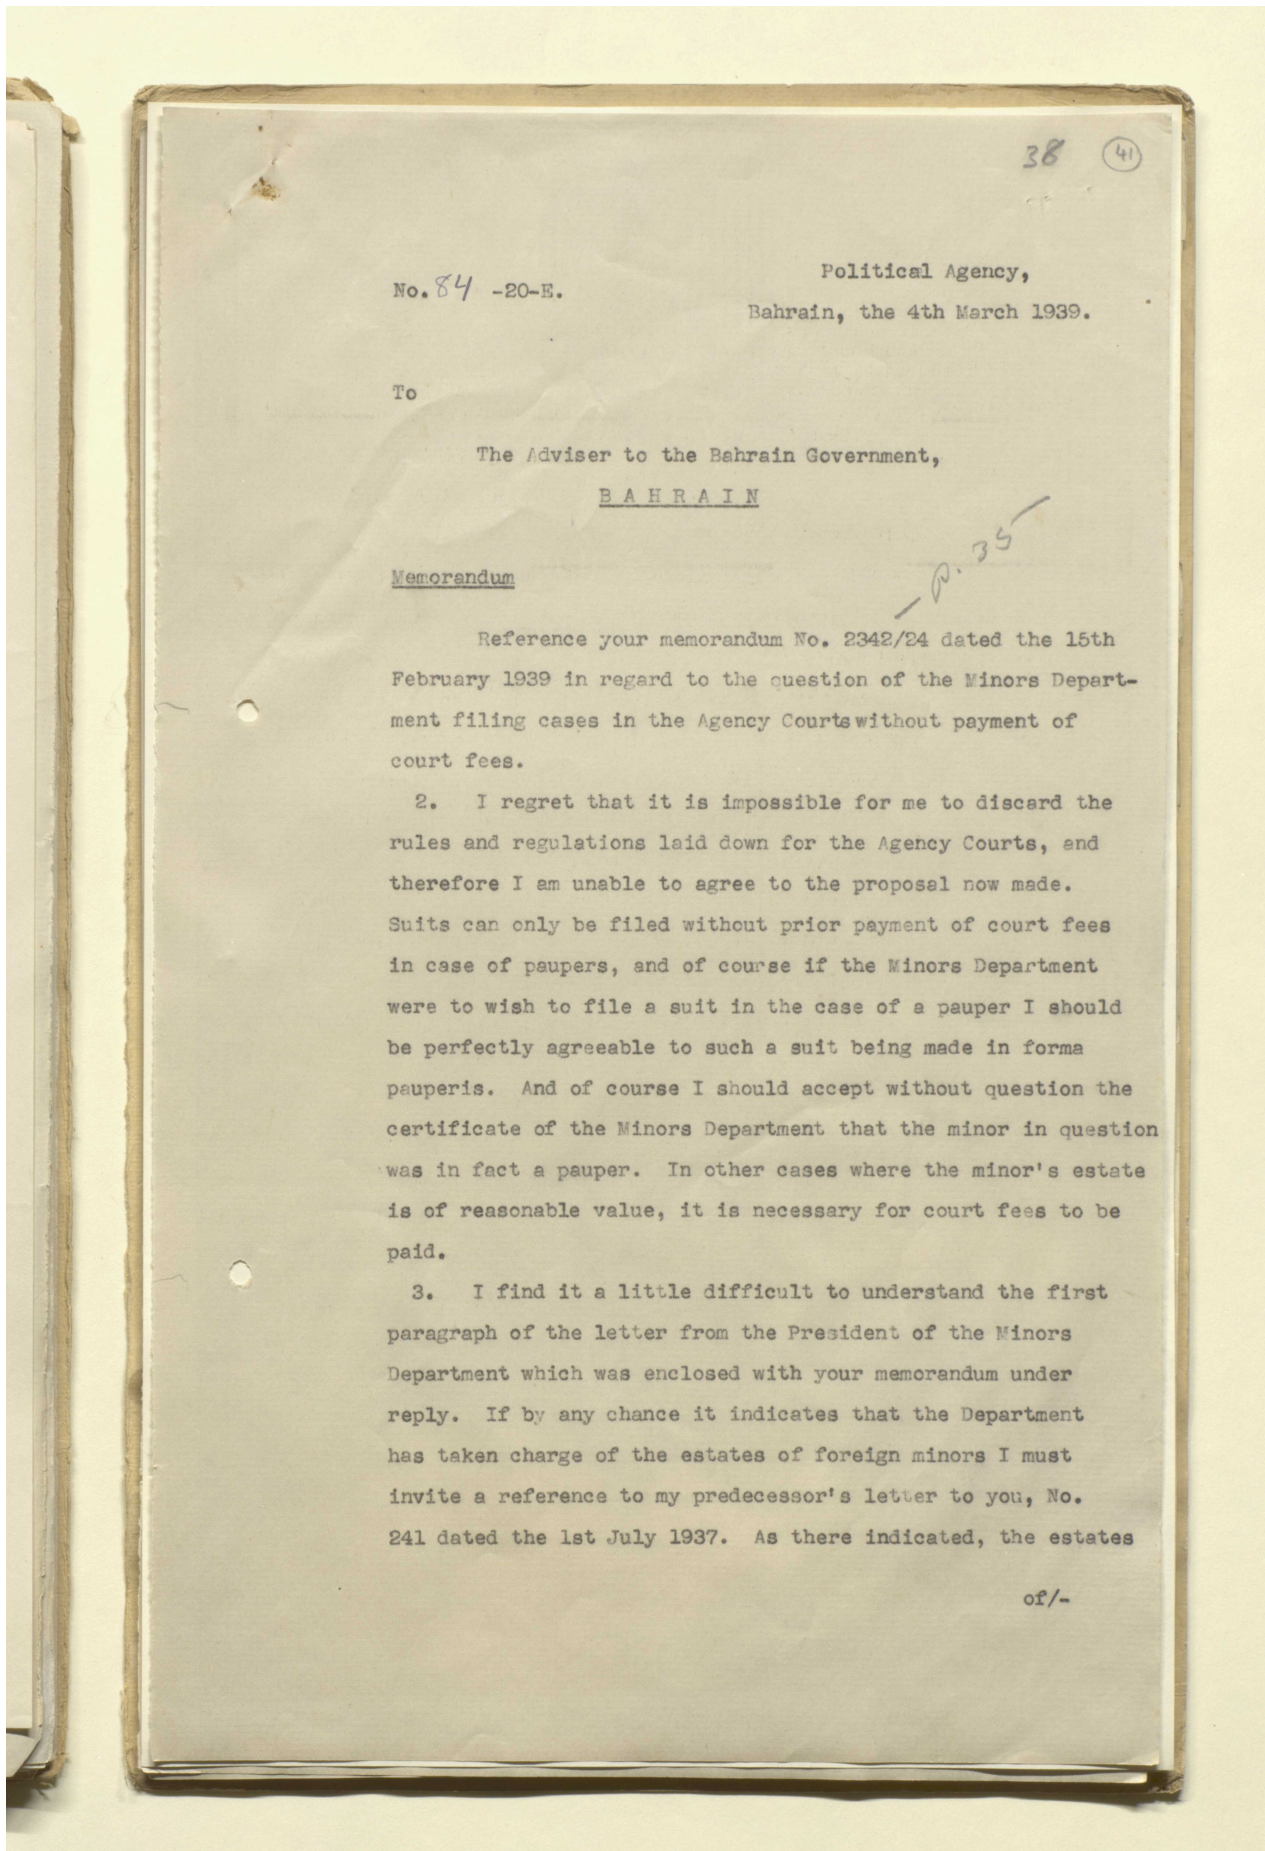 38 41
Political Agency,
No. 84 -20-E.
Bahrain, the 4th March 1939.
To
The Adviser to the Bahrain Government,
BAHRAIN
p. 35
Memorandum
Reference your memorandum No. 2342/24 dated the 15th
February 1939 in regard to the question of the Minors Depart-
ment filing cases in the Agency Courts without payment of
court fees.
2. I regret that it is impossible for me to discard the
rules and regulations laid down for the Agency Courts, and
therefore I am unable to agree to the proposal now made.
Suits can only be filed without prior payment of court fees
in case of paupers, and of course if the Minors Department
were to wish to file a suit in the case of a pauper I should
be perfectly agreeable to such a suit being made in forma
pauperis. And of course I should accept without question the
certificate of the Minors Department that the minor in question
was in fact a pauper. In other cases where the minor's estate
is of reasonable value, it is necessary for court fees to be
paid.
3. I find it a little difficult to understand the first
paragraph of the letter from the President of the Minors
Department which was enclosed with your memorandum under
reply. If by any chance it indicates that the Department
has taken charge of the estates of foreign minors I must
invite a reference to my predecessor's letter to you, No.
241 dated the 1st July 1937. As there indicated, the estates
of/-